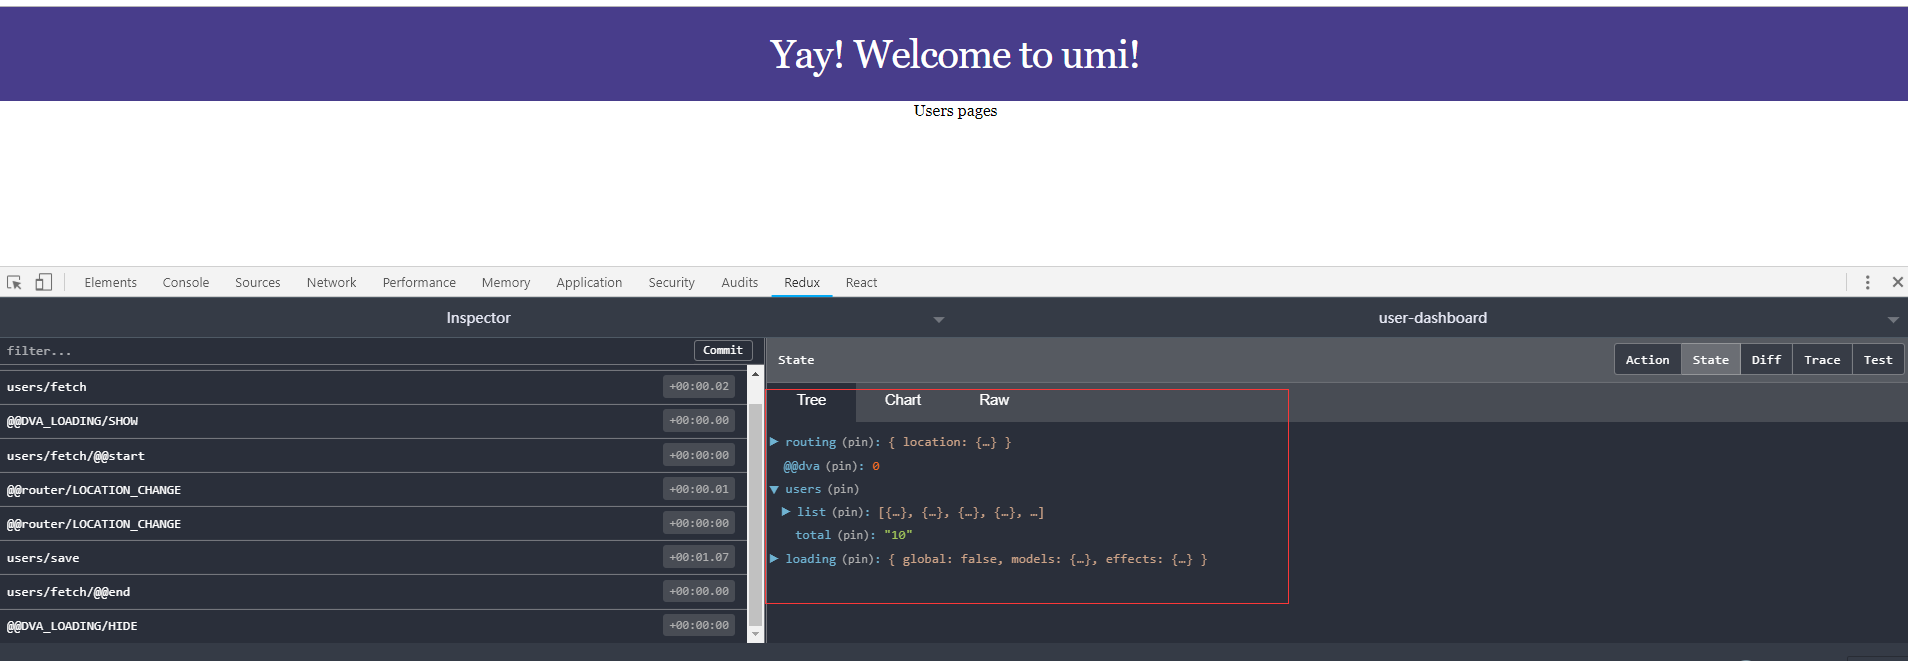 Yay! Welcome to umi!
Users pages
Elements Console Sources Network Performance Memory Application Security Audits Redux React
Inspector
user-dashboard
filter...
Commit
users/fetch +00:00.02
@@DVA_LOADING/SHOW +00:00.00
users/fetch/@@start +00:00:00
@@router/LOCATION_CHANGE +00:00.01
@@router/LOCATION_CHANGE +00:00:00
users/save +00:01.07
users/fetch/@@end +00:00.00
@@DVA_LOADING/HIDE +00:00:00
State
Action State Diff Trace Test
Tree Chart Raw
routing (pin): { location: {…} }
@@dva (pin): 0
users (pin)
list (pin): [{…}, {…}, {…}, {…}, …]
total (pin): "10"
loading (pin): { global: false, models: {…}, effects: {…} }